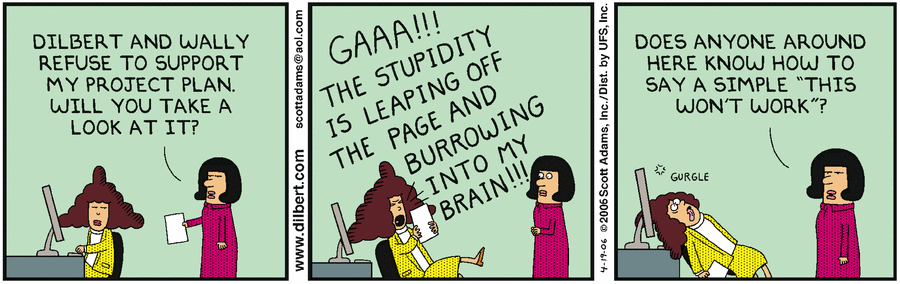 DILBERT AND WALLY
REFUSE TO SUPPORT
MY PROJECT PLAN.
WILL YOU TAKE A
LOOK AT IT?
www.dilbert.com scottadams@aol.com
GAAA!!!
THE STUPIDITY
IS LEAPING OFF
THE PAGE AND
BURROWING
INTO MY
BRAIN!!!
4-19-06 ©2006 Scott Adams, Inc./Dist. by UFS, Inc.
DOES ANYONE AROUND
HERE KNOW HOW TO
SAY A SIMPLE "THIS
WON'T WORK"?
GURGLE